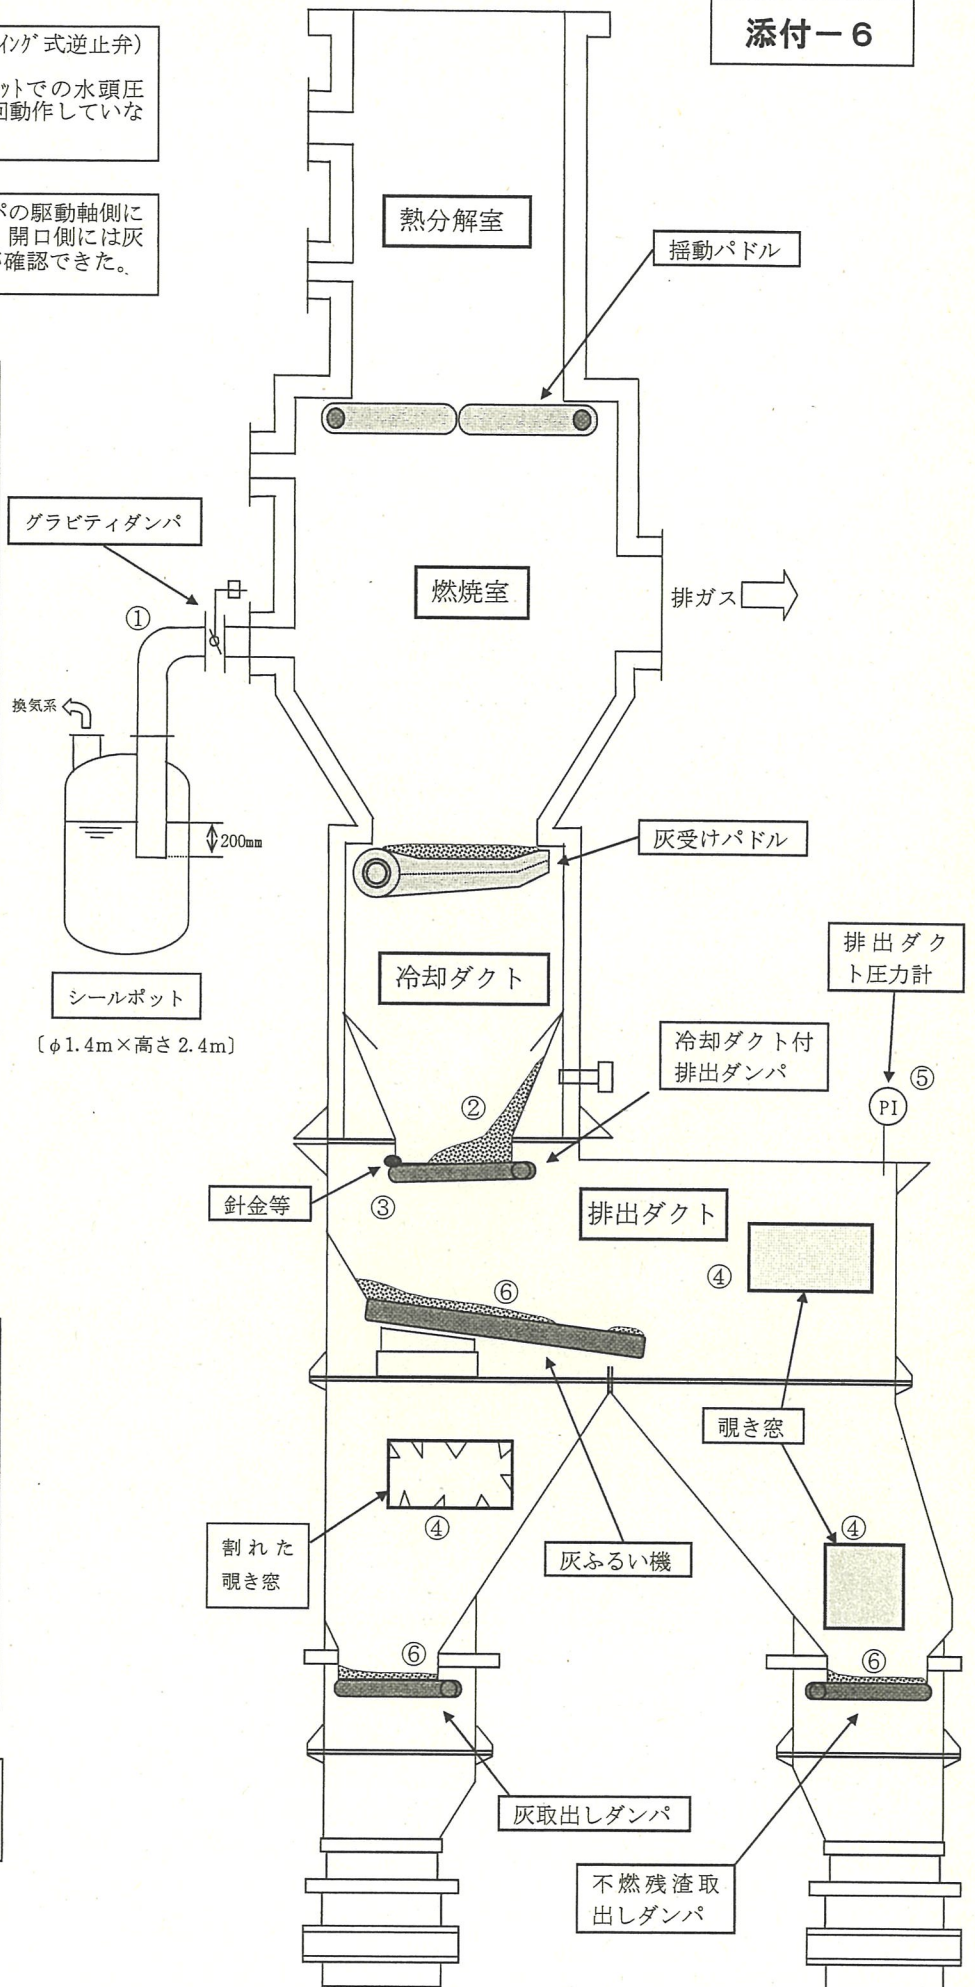 添付－6
イング式逆止弁)
ットでの水頭圧
回動作していな
パの駆動軸側に
開口側には灰
が確認できた。
熱分解室
揺動パドル
グラビティダンパ
①
燃焼室
排ガス
換気系
200mm
灰受けパドル
シールポット
〔φ1.4m×高さ 2.4m〕
冷却ダクト
排出ダク
ト圧力計
冷却ダクト付
排出ダンパ
②
⑤
PI
針金等
③
排出ダクト
④
⑥
覗き窓
④
④
割れた
覗き窓
灰ふるい機
⑥
⑥
灰取出しダンパ
不燃残渣取
出しダンパ